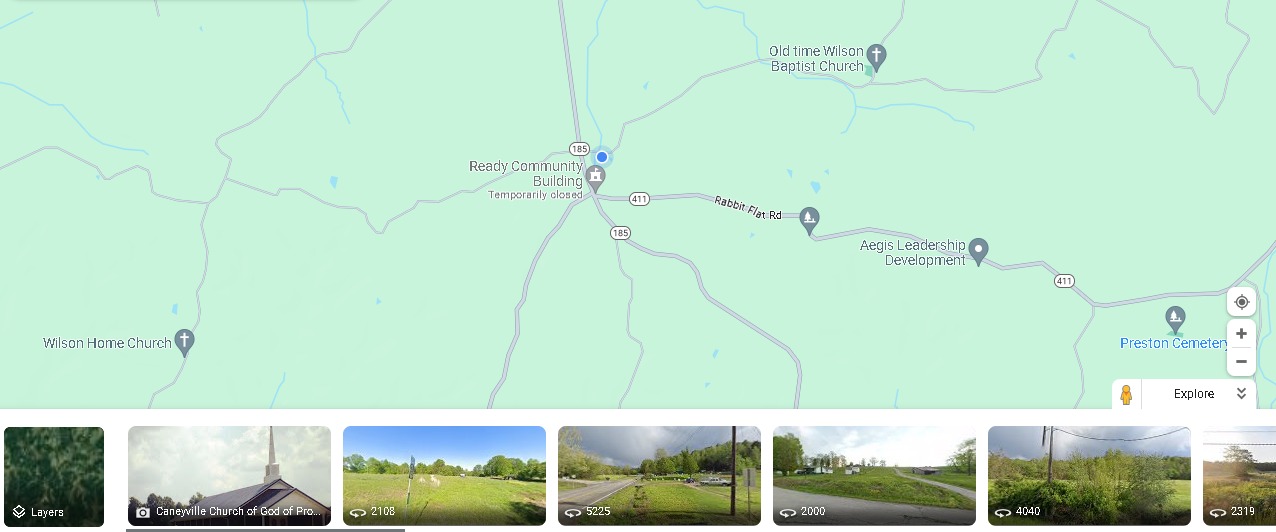 Old time Wilson
Baptist Church
185
Ready Community
Building
Temporarily closed
411
Rabbit Flat Rd
185
Aegis Leadership
Development
411
Wilson Home Church
Preston Cemetery
Explore
Layers
Caneyville Church of God of Pro...
2108
5225
2000
4040
2319